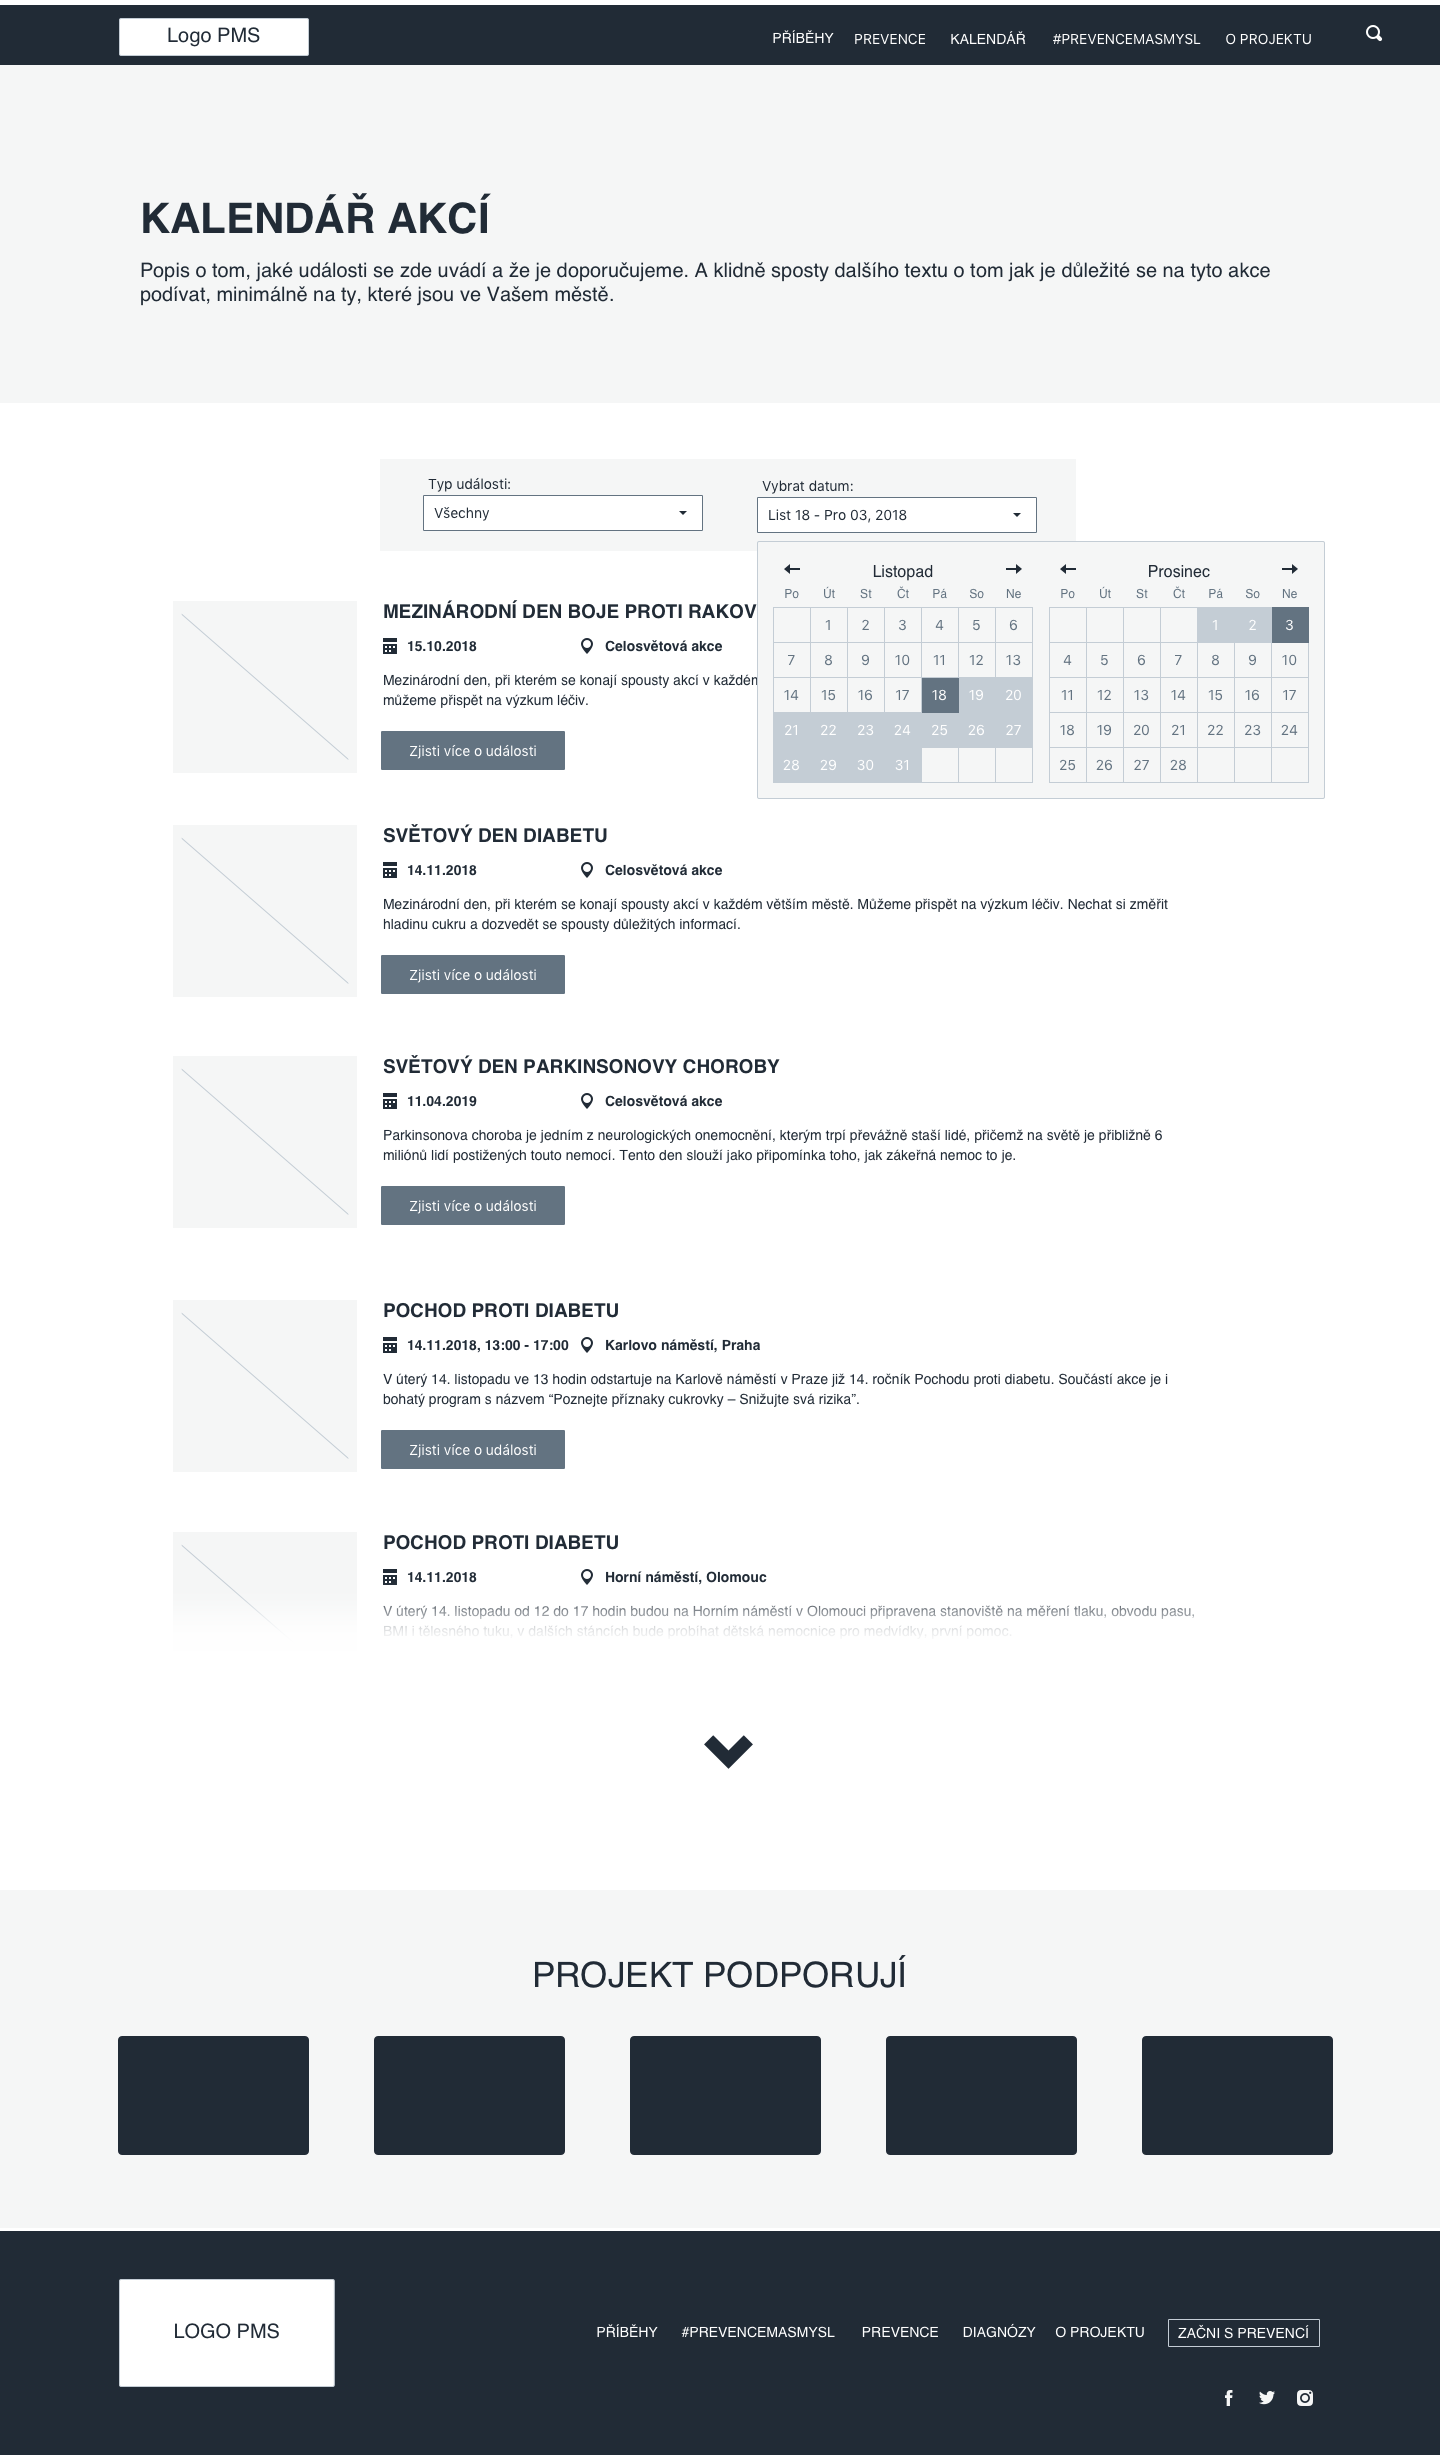 Logo PMS
PŘÍBĚHY PREVENCE KALENDÁŘ #PREVENCEMASMYSL O PROJEKTU
KALENDÁŘ AKCÍ
Popis o tom, jaké události se zde uvádí a že je doporučujeme. A klidně sposty dalšího textu o tom jak je důležité se na tyto akce
podívat, minimálně na ty, které jsou ve Vašem městě.
Typ události:
Všechny
Vybrat datum:
List 18 - Pro 03, 2018
Listopad
Po Út St Čt Pá So Ne
1 2 3 4 5 6
7 8 9 10 11 12 13
14 15 16 17 18 19 20
21 22 23 24 25 26 27
28 29 30 31
Prosinec
Po Út St Čt Pá So Ne
1 2 3
4 5 6 7 8 9 10
11 12 13 14 15 16 17
18 19 20 21 22 23 24
25 26 27 28
MEZINÁRODNÍ DEN BOJE PROTI RAKOV
15.10.2018 Celosvětová akce
Mezinárodní den, při kterém se konají spousty akcí v každém
můžeme přispět na výzkum léčiv.
Zjisti více o události
SVĚTOVÝ DEN DIABETU
14.11.2018 Celosvětová akce
Mezinárodní den, při kterém se konají spousty akcí v každém větším městě. Můžeme přispět na výzkum léčiv. Nechat si změřit
hladinu cukru a dozvedět se spousty důležitých informací.
Zjisti více o události
SVĚTOVÝ DEN PARKINSONOVY CHOROBY
11.04.2019 Celosvětová akce
Parkinsonova choroba je jedním z neurologických onemocnění, kterým trpí převážně staší lidé, přičemž na světě je přibližně 6
miliónů lidí postižených touto nemocí. Tento den slouží jako připomínka toho, jak zákeřná nemoc to je.
Zjisti více o události
POCHOD PROTI DIABETU
14.11.2018, 13:00 - 17:00 Karlovo náměstí, Praha
V úterý 14. listopadu ve 13 hodin odstartuje na Karlově náměstí v Praze již 14. ročník Pochodu proti diabetu. Součástí akce je i
bohatý program s názvem “Poznejte příznaky cukrovky – Snižujte svá rizika”.
Zjisti více o události
POCHOD PROTI DIABETU
14.11.2018 Horní náměstí, Olomouc
V úterý 14. listopadu od 12 do 17 hodin budou na Horním náměstí v Olomouci připravena stanoviště na měření tlaku, obvodu pasu,
BMI i tělesného tuku, v dalších stáncích bude probíhat dětská nemocnice pro medvídky, první pomoc.
PROJEKT PODPORUJÍ
LOGO PMS
PŘÍBĚHY #PREVENCEMASMYSL PREVENCE DIAGNÓZY O PROJEKTU ZAČNI S PREVENCÍ